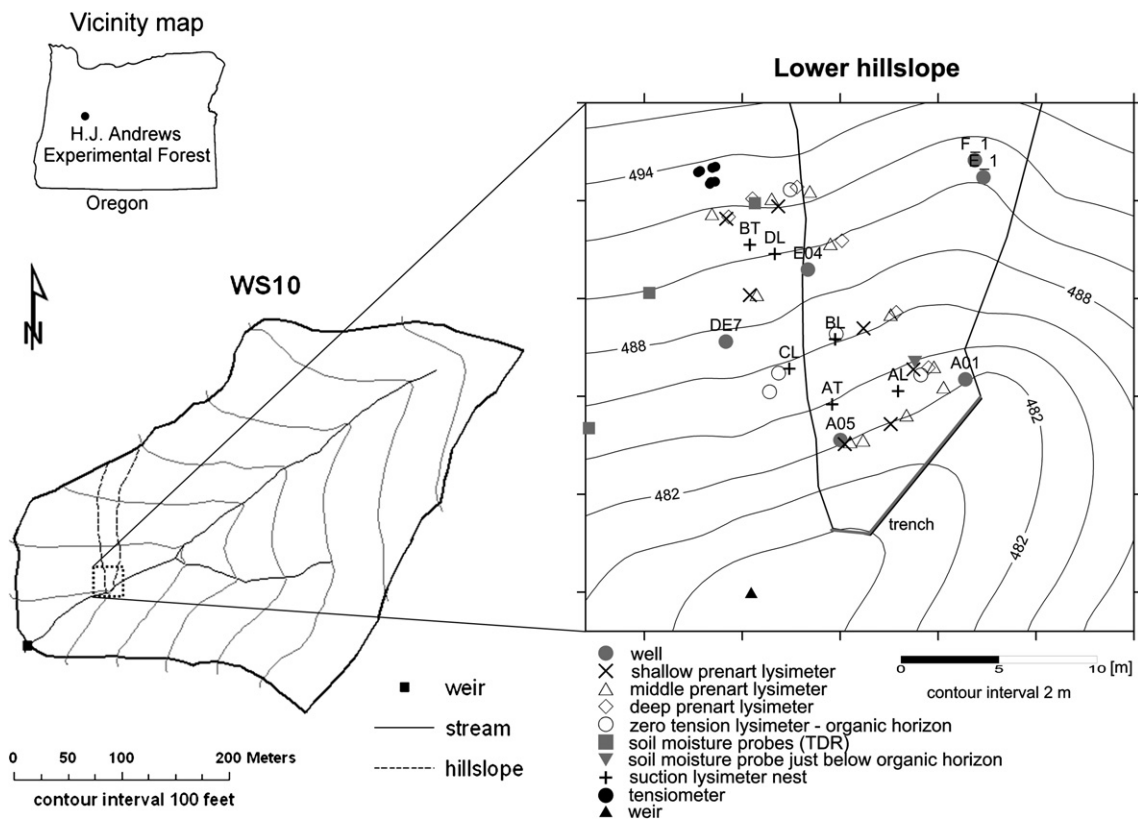 Vicinity map
H.J. Andrews
Experimental Forest
Oregon
N
WS10
weir
stream
hillslope
0 50 100 200 Meters
contour interval 100 feet
Lower hillslope
494
F_1
E_1
BT
DL
E04
488
488
DE7
BL
CL
A01
AL
AT
A05
482
482
482
trench
well
shallow prenart lysimeter
middle prenart lysimeter
deep prenart lysimeter
zero tension lysimeter - organic horizon
soil moisture probes (TDR)
soil moisture probe just below organic horizon
suction lysimeter nest
tensiometer
weir
0 5 10 [m]
contour interval 2 m